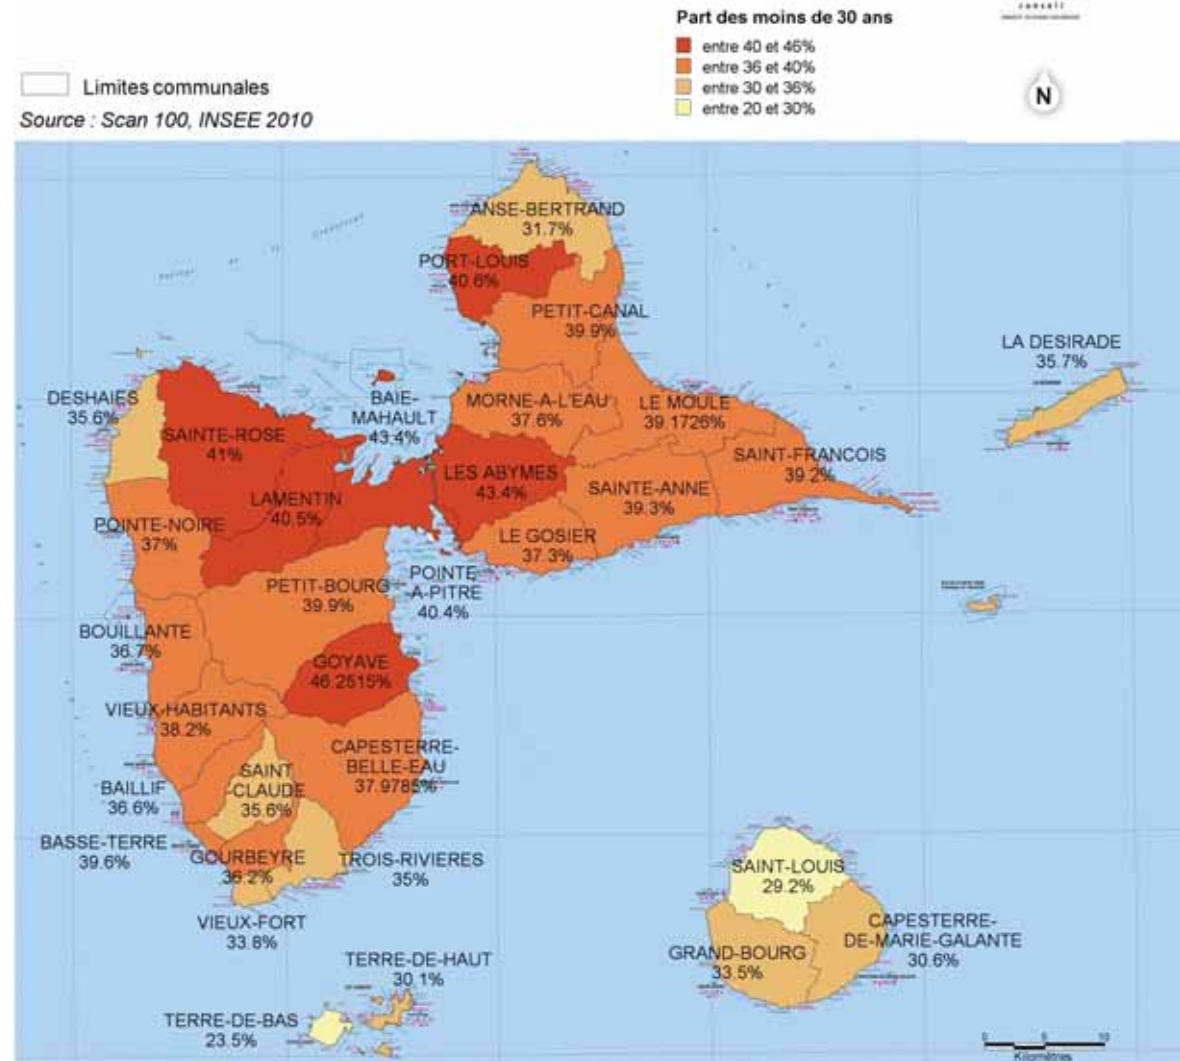 conseil
Part des moins de 30 ans
entre 40 et 46%
entre 36 et 40%
entre 30 et 36%
entre 20 et 30%
Limites communales
Source : Scan 100, INSEE 2010
N
ANSE-BERTRAND
31.7%
PORT-LOUIS
40.6%
PETIT-CANAL
39.9%
LA DESIRADE
35.7%
DESHAIES
35.6%
BAIE-
MAHAULT
43.4%
MORNE-A-L'EAU
37.6%
LE MOULE
39.1726%
SAINTE-ROSE
41%
LES ABYMES
43.4%
SAINT-FRANCOIS
39.2%
LAMENTIN
40.5%
SAINTE-ANNE
39.3%
POINTE-NOIRE
37%
LE GOSIER
37.3%
PETIT-BOURG
39.9%
POINTE
-A-PITRE
40.4%
BOUILLANTE
36.7%
GOYAVE
46.2515%
VIEUX-HABITANTS
38.2%
CAPESTERRE-
BELLE-EAU
37.9785%
SAINT
-CLAUDE
35.6%
BAILLIF
36.6%
BASSE-TERRE
39.6%
GOURBEYRE
36.2%
TROIS-RIVIERES
35%
SAINT-LOUIS
29.2%
VIEUX-FORT
33.8%
CAPESTERRE-
DE-MARIE-GALANTE
30.6%
GRAND-BOURG
33.5%
TERRE-DE-HAUT
30.1%
TERRE-DE-BAS
23.5%
0 5 10
Kilomètres